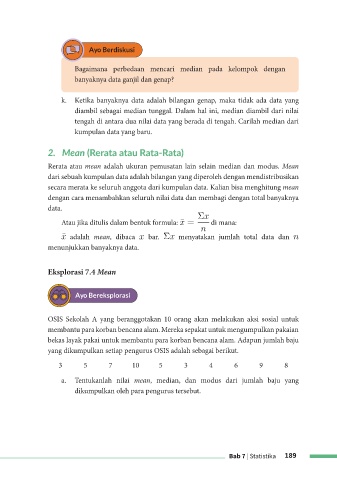 Ayo Berdiskusi
Bagaimana perbedaan mencari median pada kelompok dengan
banyaknya data ganjil dan genap?
k. Ketika banyaknya data adalah bilangan genap, maka tidak ada data yang
diambil sebagai median tunggal. Dalam hal ini, median diambil dari nilai
tengah di antara dua nilai data yang berada di tengah. Carilah median dari
kumpulan data yang baru.
2. Mean (Rerata atau Rata-Rata)
Rerata atau mean adalah ukuran pemusatan lain selain median dan modus. Mean
dari sebuah kumpulan data adalah bilangan yang diperoleh dengan mendistribusikan
secara merata ke seluruh anggota dari kumpulan data. Kalian bisa menghitung mean
dengan cara menambahkan seluruh nilai data dan membagi dengan total banyaknya
data.
Atau jika ditulis dalam bentuk formula: x̄ = Σx/n di mana:
x̄ adalah mean, dibaca x bar. Σx menyatakan jumlah total data dan n
menunjukkan banyaknya data.
Eksplorasi 7.4 Mean
Ayo Bereksplorasi
OSIS Sekolah A yang beranggotakan 10 orang akan melakukan aksi sosial untuk
membantu para korban bencana alam. Mereka sepakat untuk mengumpulkan pakaian
bekas layak pakai untuk membantu para korban bencana alam. Adapun jumlah baju
yang dikumpulkan setiap pengurus OSIS adalah sebagai berikut.
3 5 7 10 5 3 4 6 9 8
a. Tentukanlah nilai mean, median, dan modus dari jumlah baju yang
dikumpulkan oleh para pengurus tersebut.
Bab 7 | Statistika 189